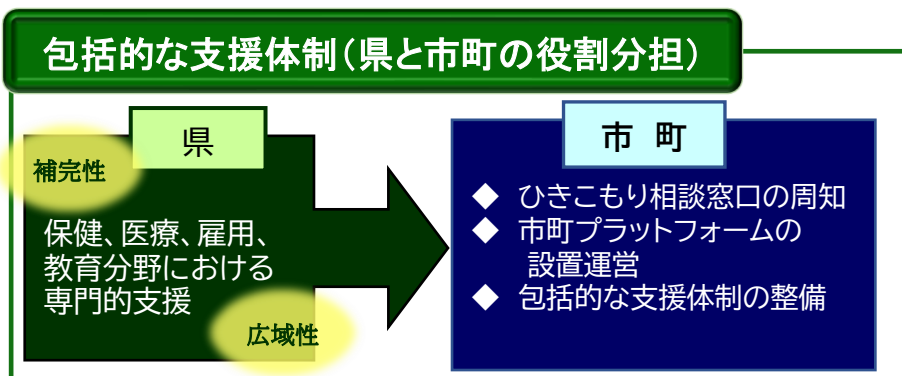 包括的な支援体制(県と市町の役割分担)
県
補完性
保健、医療、雇用、
教育分野における
専門的支援
広域性
市 町
◆ ひきこもり相談窓口の周知
◆ 市町プラットフォームの
設置運営
◆ 包括的な支援体制の整備